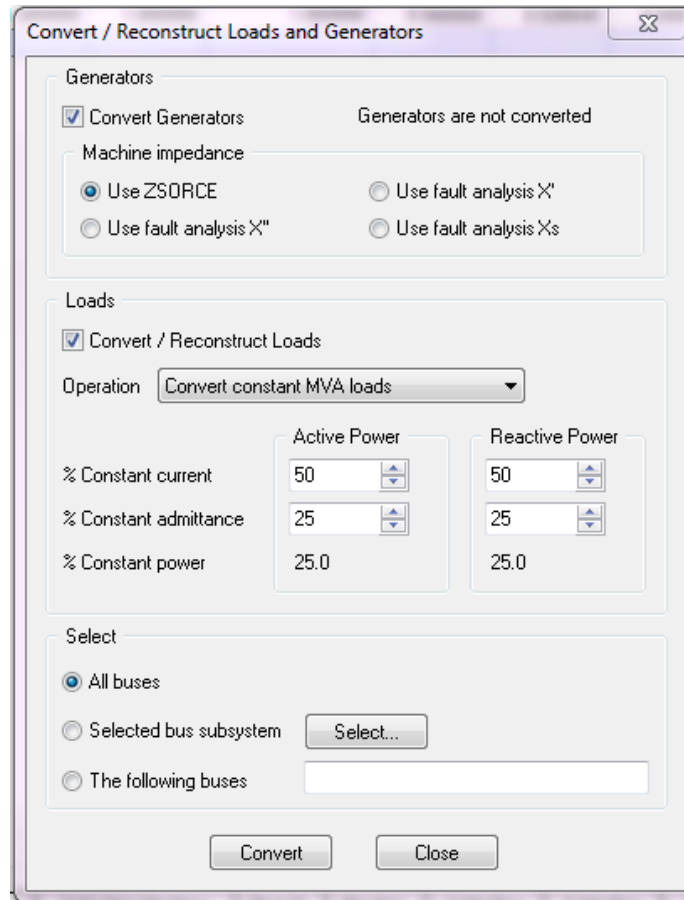 Convert / Reconstruct Loads and Generators
Generators
Convert Generators Generators are not converted
Machine impedance
Use ZSORCE Use fault analysis X'
Use fault analysis X" Use fault analysis Xs
Loads
Convert / Reconstruct Loads
Operation Convert constant MVA loads
Active Power Reactive Power
% Constant current 50 50
% Constant admittance 25 25
% Constant power 25.0 25.0
Select
All buses
Selected bus subsystem Select...
The following buses
Convert Close